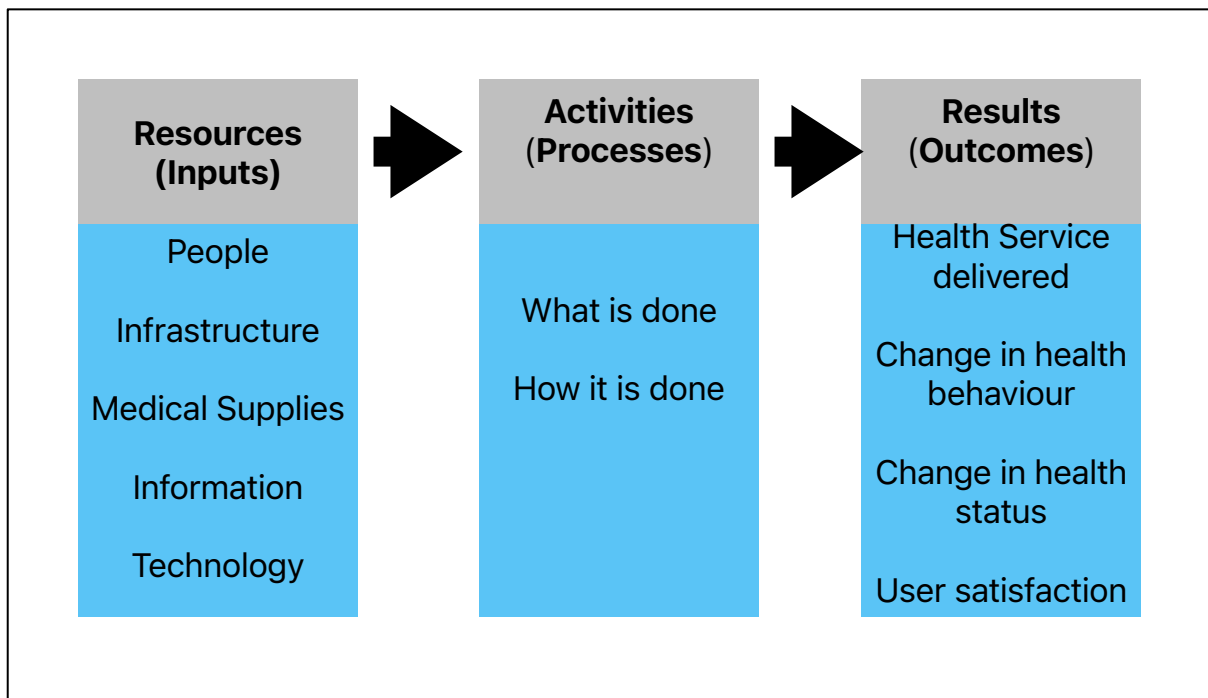 Resources
(Inputs)
People
Infrastructure
Medical Supplies
Information
Technology
Activities
(Processes)
What is done
How it is done
Results
(Outcomes)
Health Service
delivered
Change in health
behaviour
Change in health
status
User satisfaction